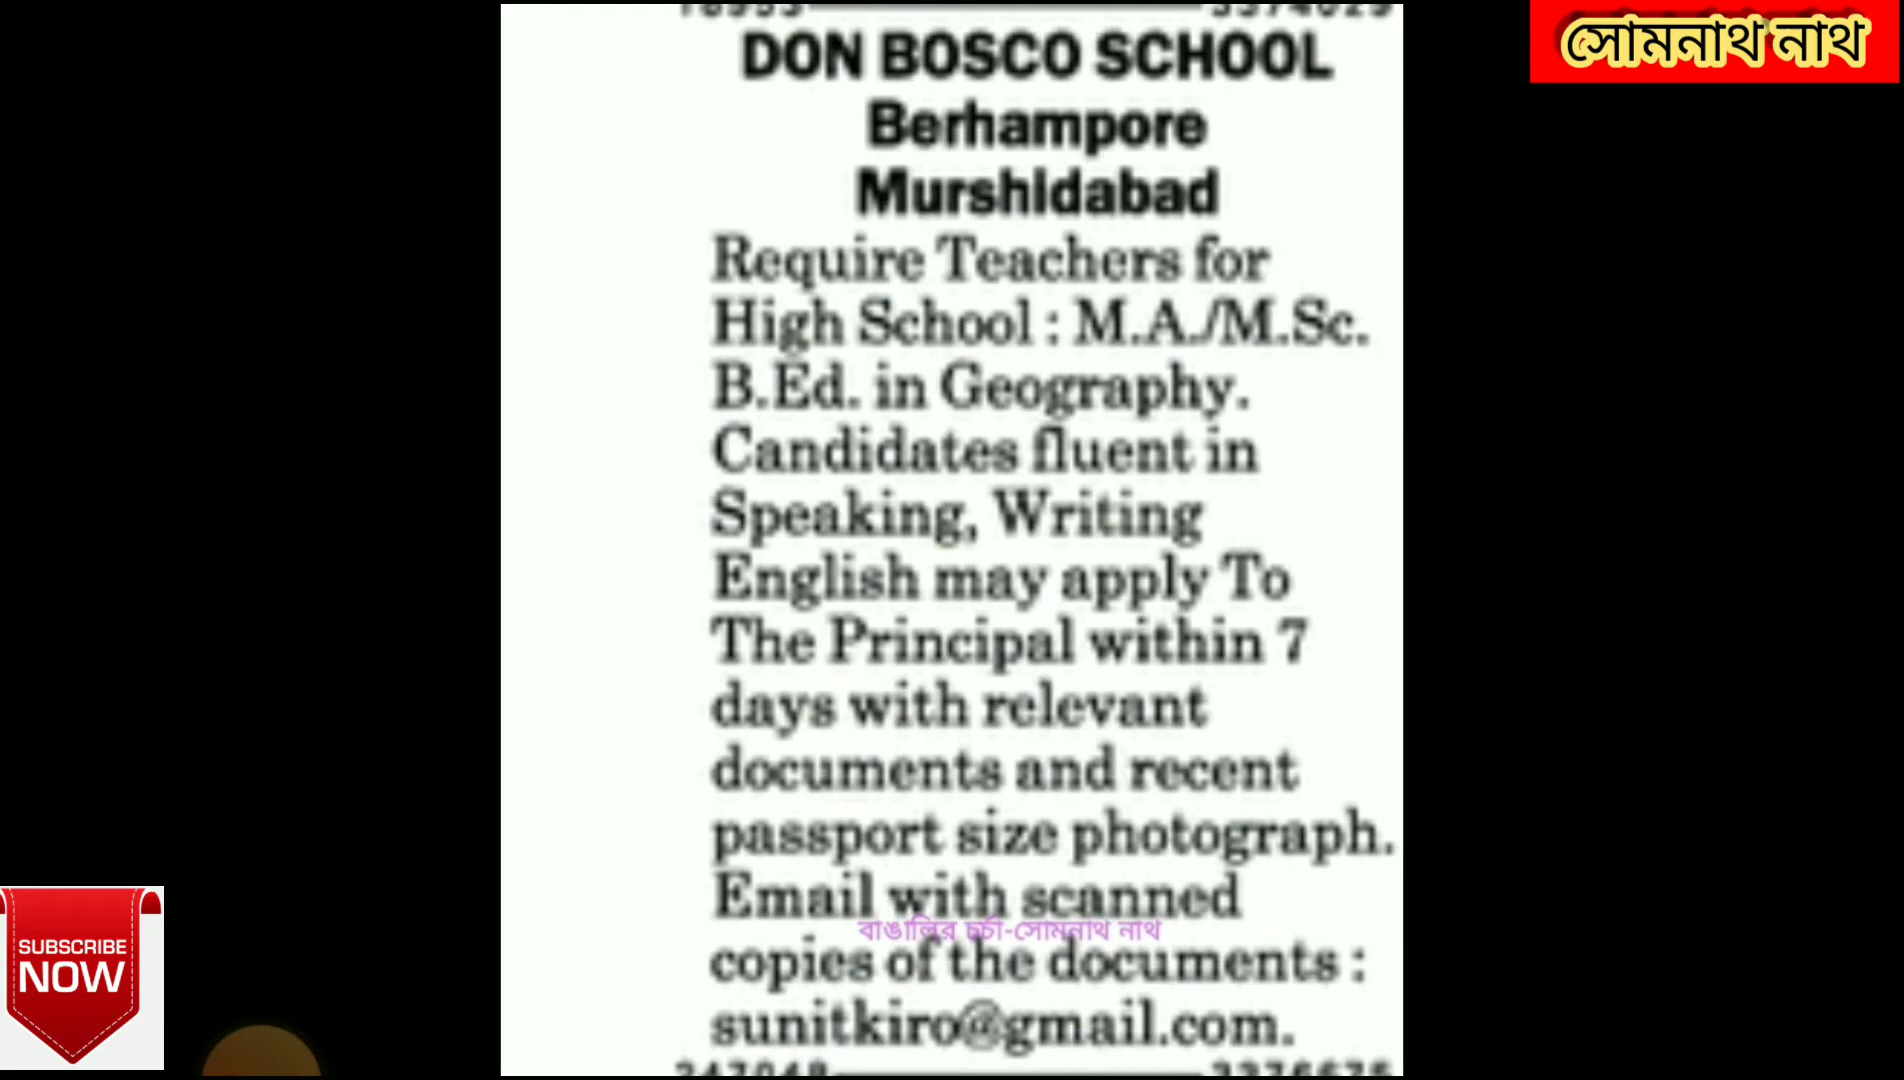 সোমনাথ নাথ
DON BOSCO SCHOOL
Berhampore
Murshidabad
Require Teachers for
High School : M.A./M.Sc.
B.Ed. in Geography.
Candidates fluent in
Speaking, Writing
English may apply To
The Principal within 7
days with relevant
documents and recent
passport size photograph.
Email with scanned
বাঙালির চর্চা-সোমনাথ নাথ
copies of the documents :
sunitkiro@gmail.com.
SUBSCRIBE
NOW